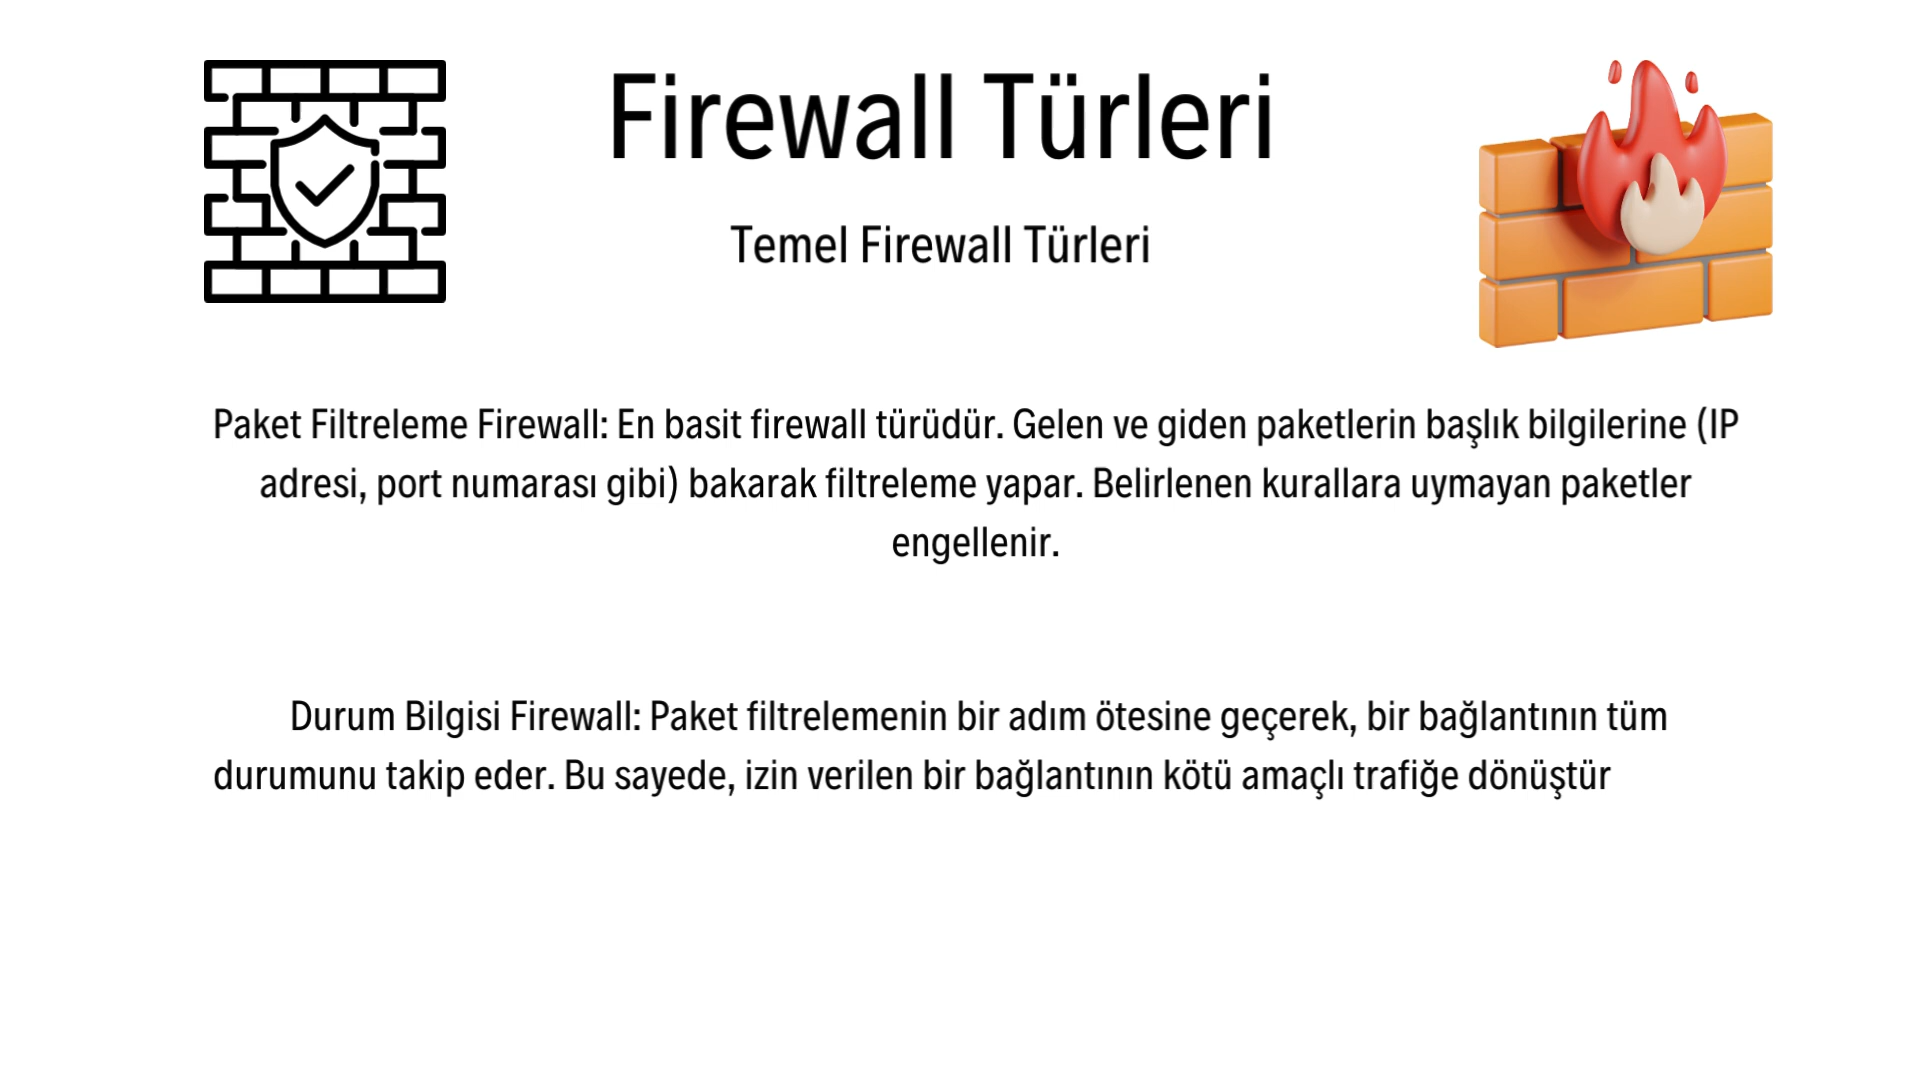 Firewall Türleri
Temel Firewall Türleri
Paket Filtreleme Firewall: En basit firewall türüdür. Gelen ve giden paketlerin başlık bilgilerine (IP
adresi, port numarası gibi) bakarak filtreleme yapar. Belirlenen kurallara uymayan paketler
engellenir.
Durum Bilgisi Firewall: Paket filtrelemenin bir adım ötesine geçerek, bir bağlantının tüm
durumunu takip eder. Bu sayede, izin verilen bir bağlantının kötü amaçlı trafiğe dönüştür